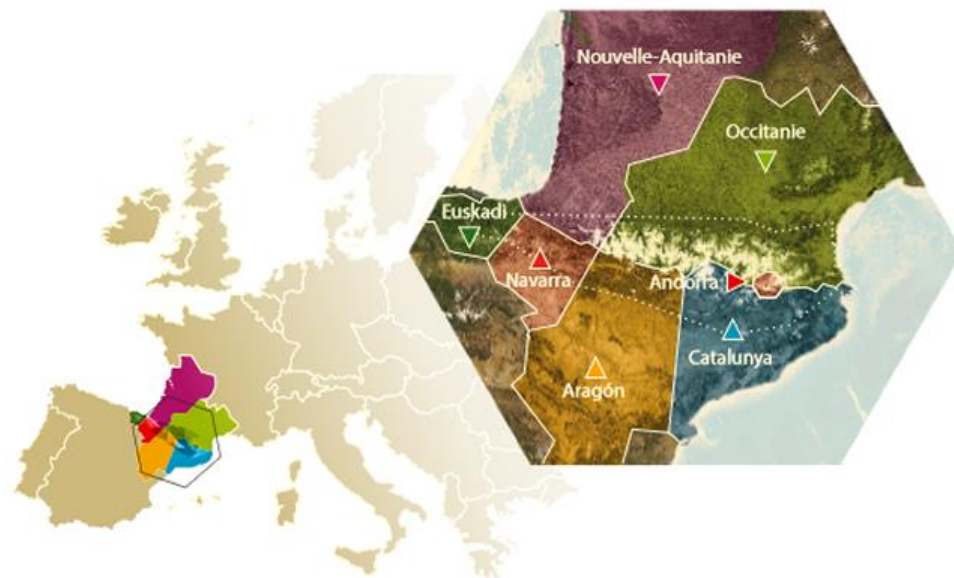 Nouvelle-Aquitanie
Occitanie
Euskadi
Navarra
Andorra
Catalunya
Aragón